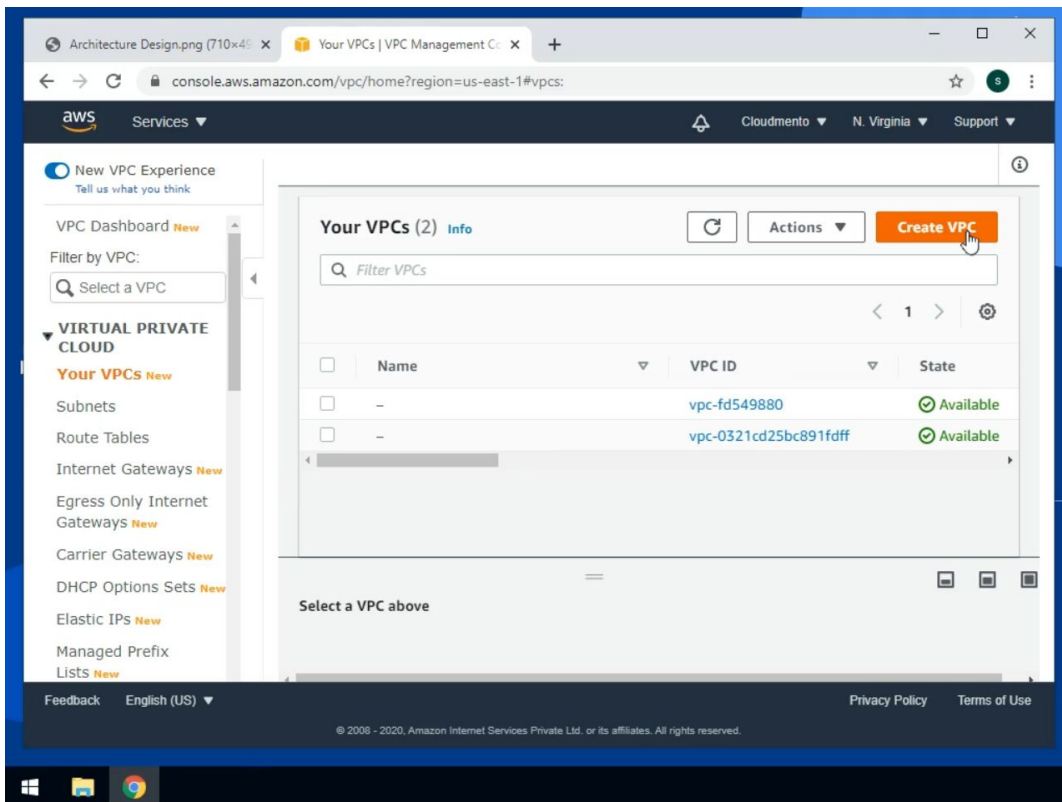 Architecture Design.png (710×49
Your VPCs | VPC Management Co
console.aws.amazon.com/vpc/home?region=us-east-1#vpcs:
S
aws
Services
Cloudmento
N. Virginia
Support
New VPC Experience
Tell us what you think
VPC Dashboard New
Filter by VPC:
Select a VPC
VIRTUAL PRIVATE
CLOUD
Your VPCs New
Subnets
Route Tables
Internet Gateways New
Egress Only Internet
Gateways New
Carrier Gateways New
DHCP Options Sets New
Elastic IPs New
Managed Prefix
Lists New
Your VPCs (2) Info
Actions
Create VPC
Filter VPCs
1
Name
VPC ID
State
– vpc-fd549880 Available
– vpc-0321cd25bc891fdff Available
Select a VPC above
Feedback
English (US)
Privacy Policy
Terms of Use
© 2008 - 2020, Amazon Internet Services Private Ltd. or its affiliates. All rights reserved.